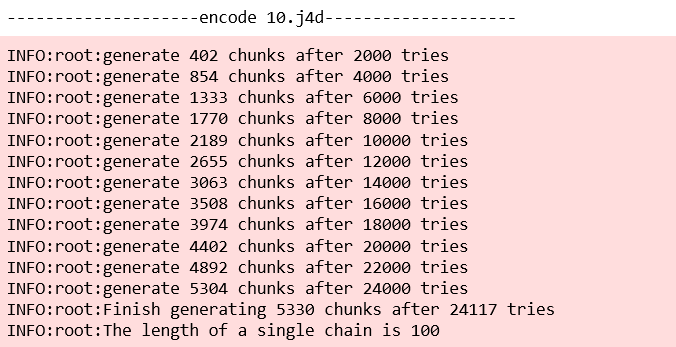 --------------------encode 10.j4d--------------------
INFO:root:generate 402 chunks after 2000 tries
INFO:root:generate 854 chunks after 4000 tries
INFO:root:generate 1333 chunks after 6000 tries
INFO:root:generate 1770 chunks after 8000 tries
INFO:root:generate 2189 chunks after 10000 tries
INFO:root:generate 2655 chunks after 12000 tries
INFO:root:generate 3063 chunks after 14000 tries
INFO:root:generate 3508 chunks after 16000 tries
INFO:root:generate 3974 chunks after 18000 tries
INFO:root:generate 4402 chunks after 20000 tries
INFO:root:generate 4892 chunks after 22000 tries
INFO:root:generate 5304 chunks after 24000 tries
INFO:root:Finish generating 5330 chunks after 24117 tries
INFO:root:The length of a single chain is 100